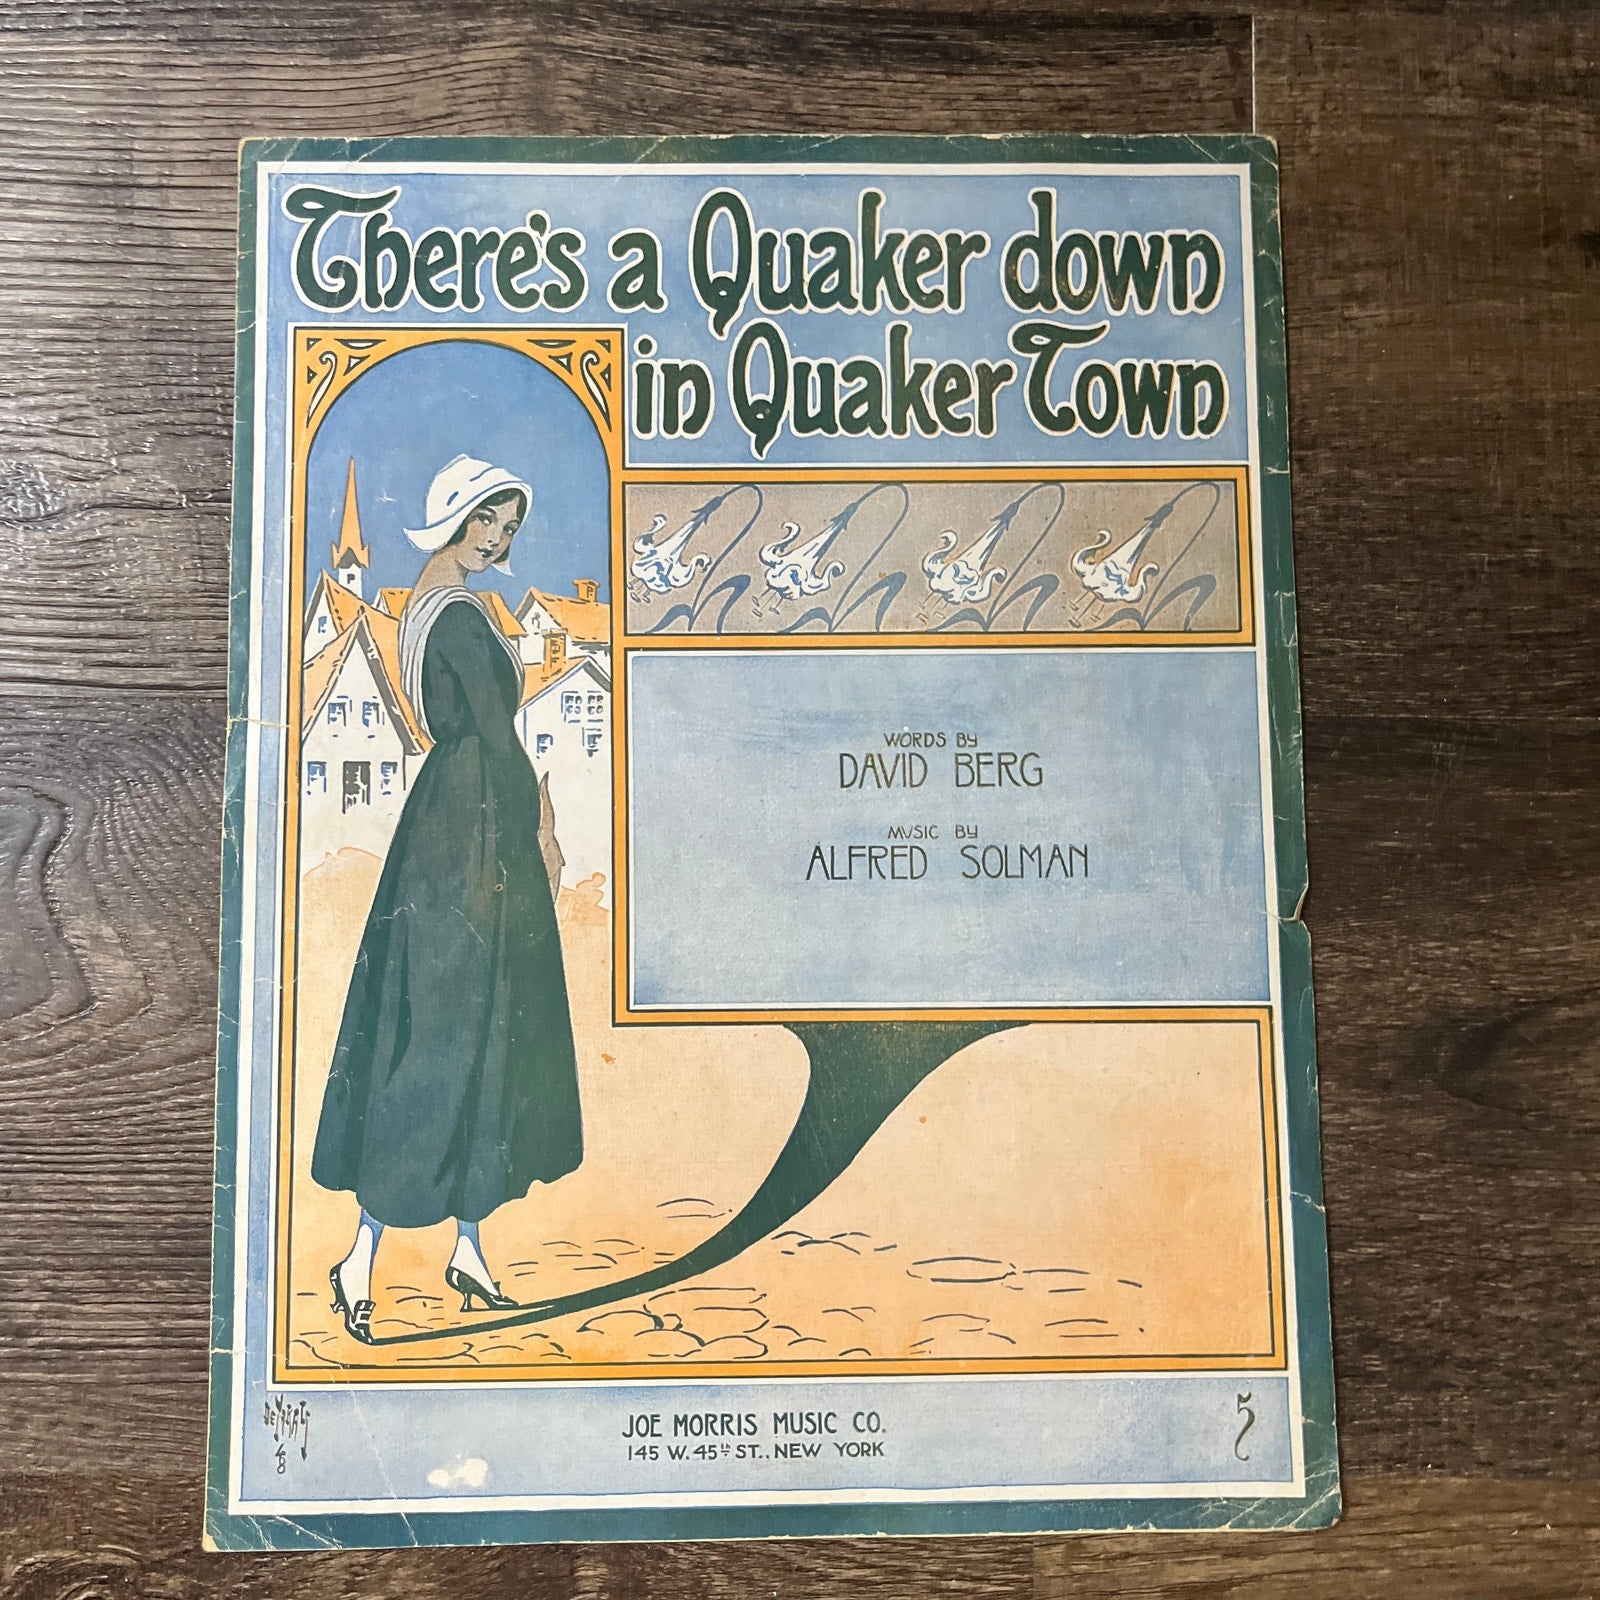 There's a Quaker down
in Quaker Town
WORDS BY
DAVID BERG
MUSIC BY
ALFRED SOLMAN
JOE MORRIS MUSIC CO.
145 W. 45th ST., NEW YORK
5